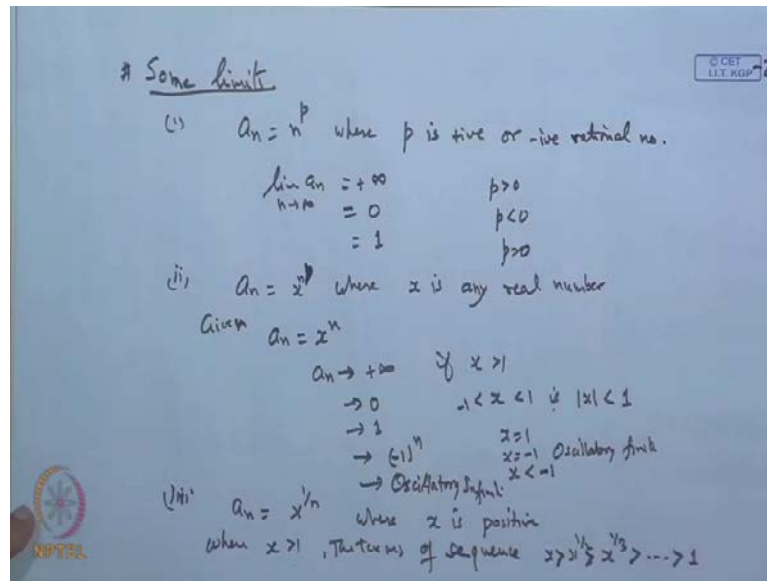 # Some limits
© CET
I.I.T. KGP
(i) an = n^p where p is +ive or -ive rational no.
lim an = +∞ p>0
n→∞
= 0 p<0
= 1 p=0
(ii) an = x^n where x is any real number
Given an = x^n
an → +∞ if x >1
→ 0 -1< x <1 ie |x| < 1
→ 1 x=1
→ (-1)^n x=-1 Oscillatory finite
→ Oscillatory Infinite x < -1
(iii) an = x^1/n where x is positive
when x >1, The terms of sequence x > x^1/2 > x^1/3 > ... > 1
NPTEL